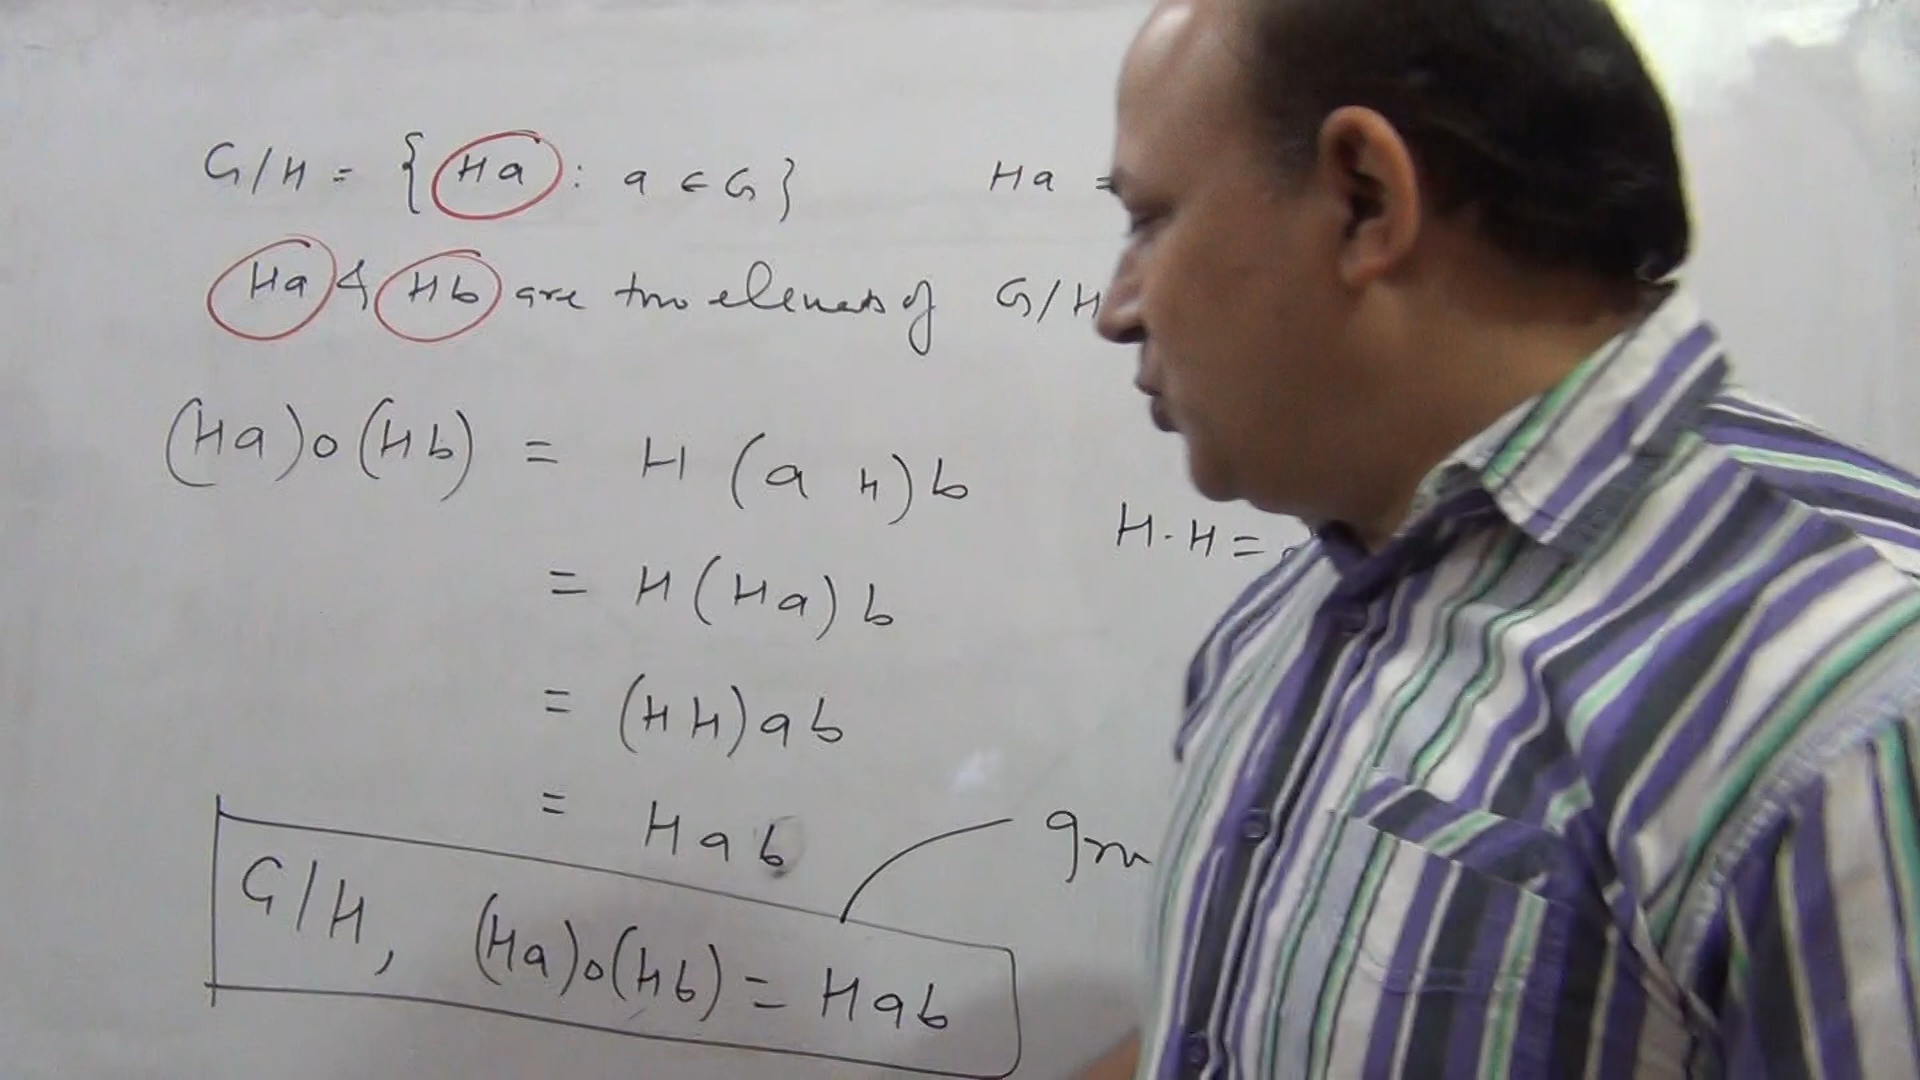 G/H = { Ha : a ∈ G } Ha =
Ha & Hb are two elements of G/H
(Ha)o(Hb) = H (a H) b
H·H =
= H (Ha) b
= (HH) ab
= Hab
G/H, (Ha)o(Hb) = Hab